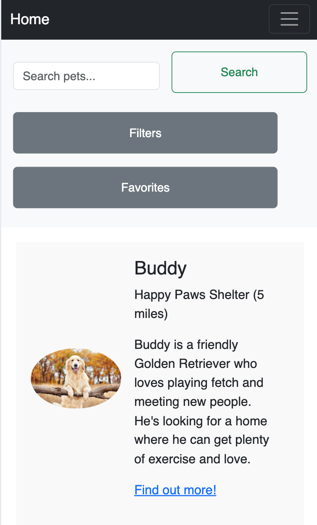 Home
Search pets...
Search
Filters
Favorites
Buddy
Happy Paws Shelter (5
miles)
Buddy is a friendly
Golden Retriever who
loves playing fetch and
meeting new people.
He's looking for a home
where he can get plenty
of exercise and love.
Find out more!